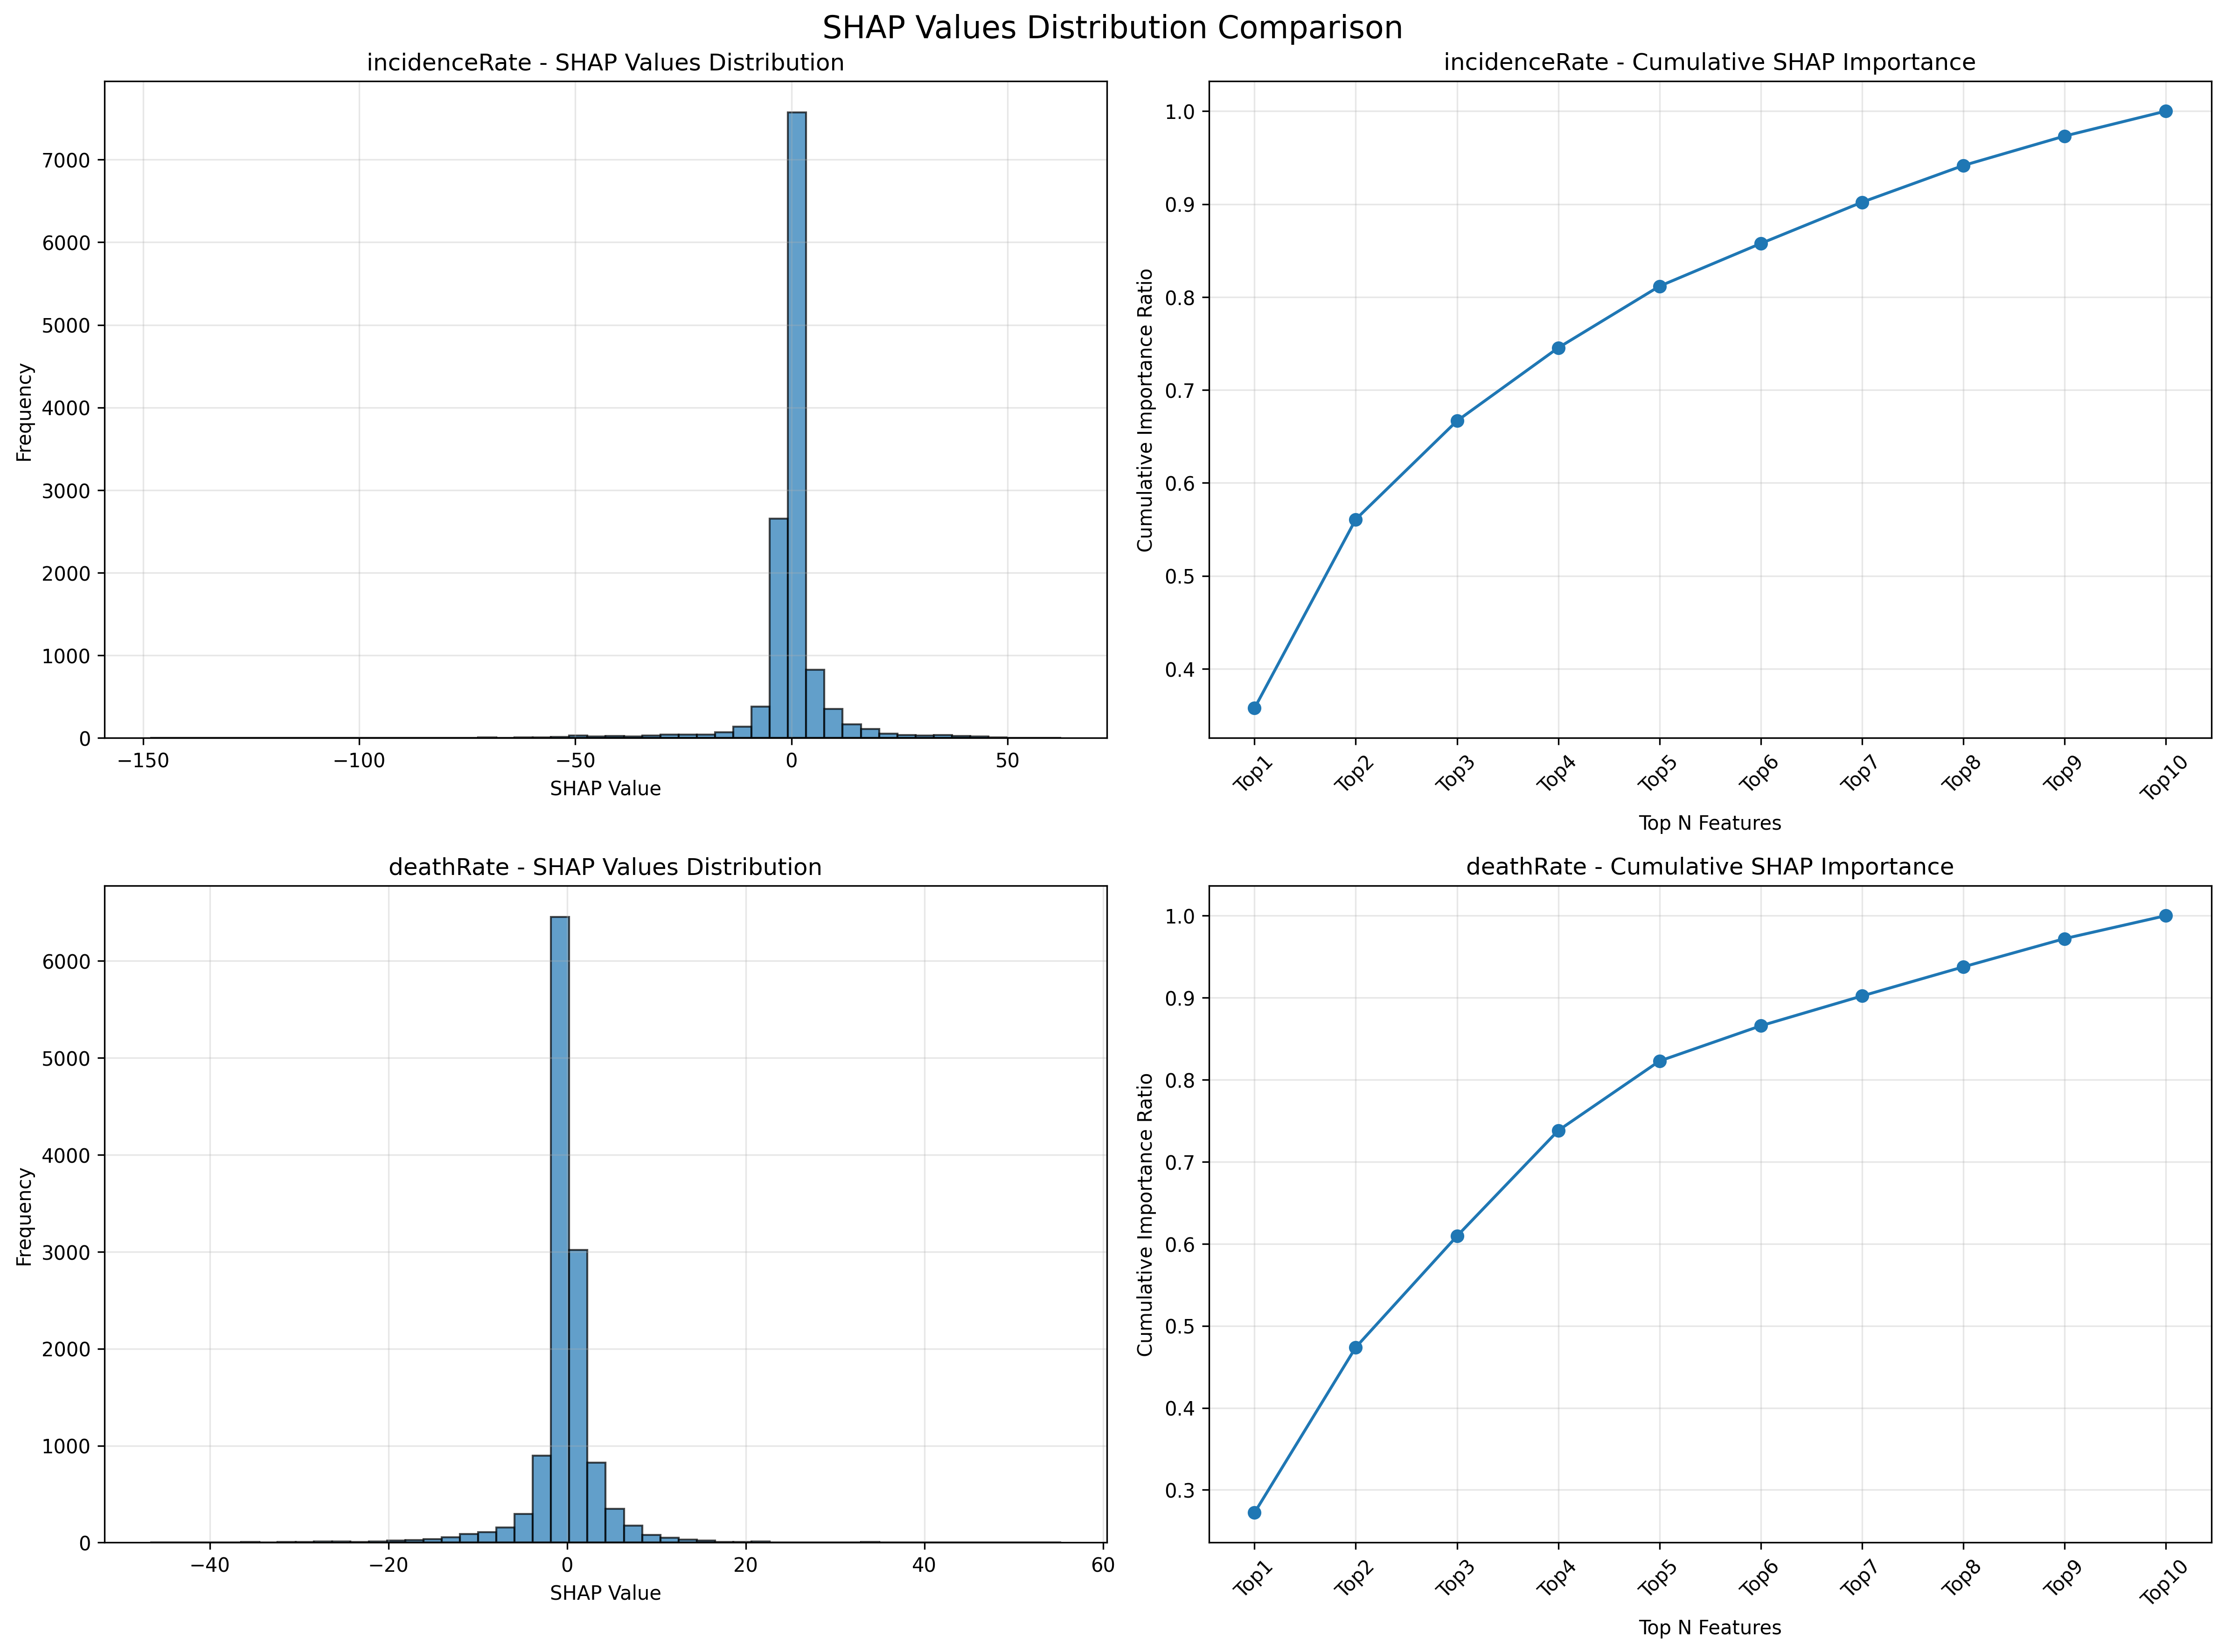 SHAP Values Distribution Comparison
incidenceRate - SHAP Values Distribution
Frequency
7000
6000
5000
4000
3000
2000
1000
0
−150 −100 −50 0 50
SHAP Value
incidenceRate - Cumulative SHAP Importance
Cumulative Importance Ratio
1.0
0.9
0.8
0.7
0.6
0.5
0.4
Top1 Top2 Top3 Top4 Top5 Top6 Top7 Top8 Top9 Top10
Top N Features
deathRate - SHAP Values Distribution
Frequency
6000
5000
4000
3000
2000
1000
0
−40 −20 0 20 40 60
SHAP Value
deathRate - Cumulative SHAP Importance
Cumulative Importance Ratio
1.0
0.9
0.8
0.7
0.6
0.5
0.4
0.3
Top1 Top2 Top3 Top4 Top5 Top6 Top7 Top8 Top9 Top10
Top N Features